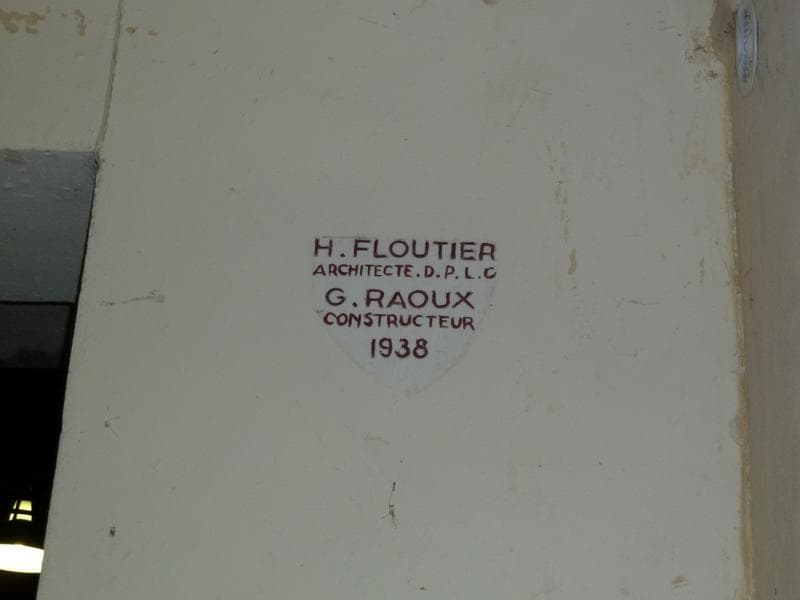 H. FLOUTIER
ARCHITECTE. D. P. L. G
G. RAOUX
CONSTRUCTEUR
1938